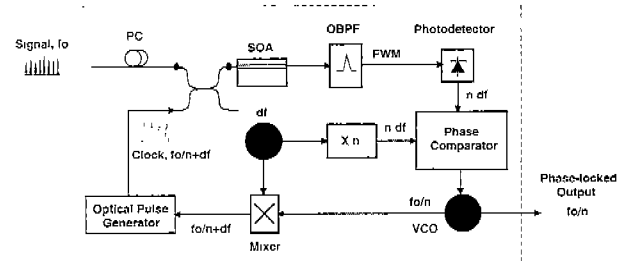 Signal, fo
PC
SOA
OBPF
FWM
Photodetector
n df
df
X n
n df
Phase
Comparator
Clock, fo/n+df
Optical Pulse
Generator
fo/n+df
Mixer
fo/n
VCO
Phase-locked
Output
fo/n